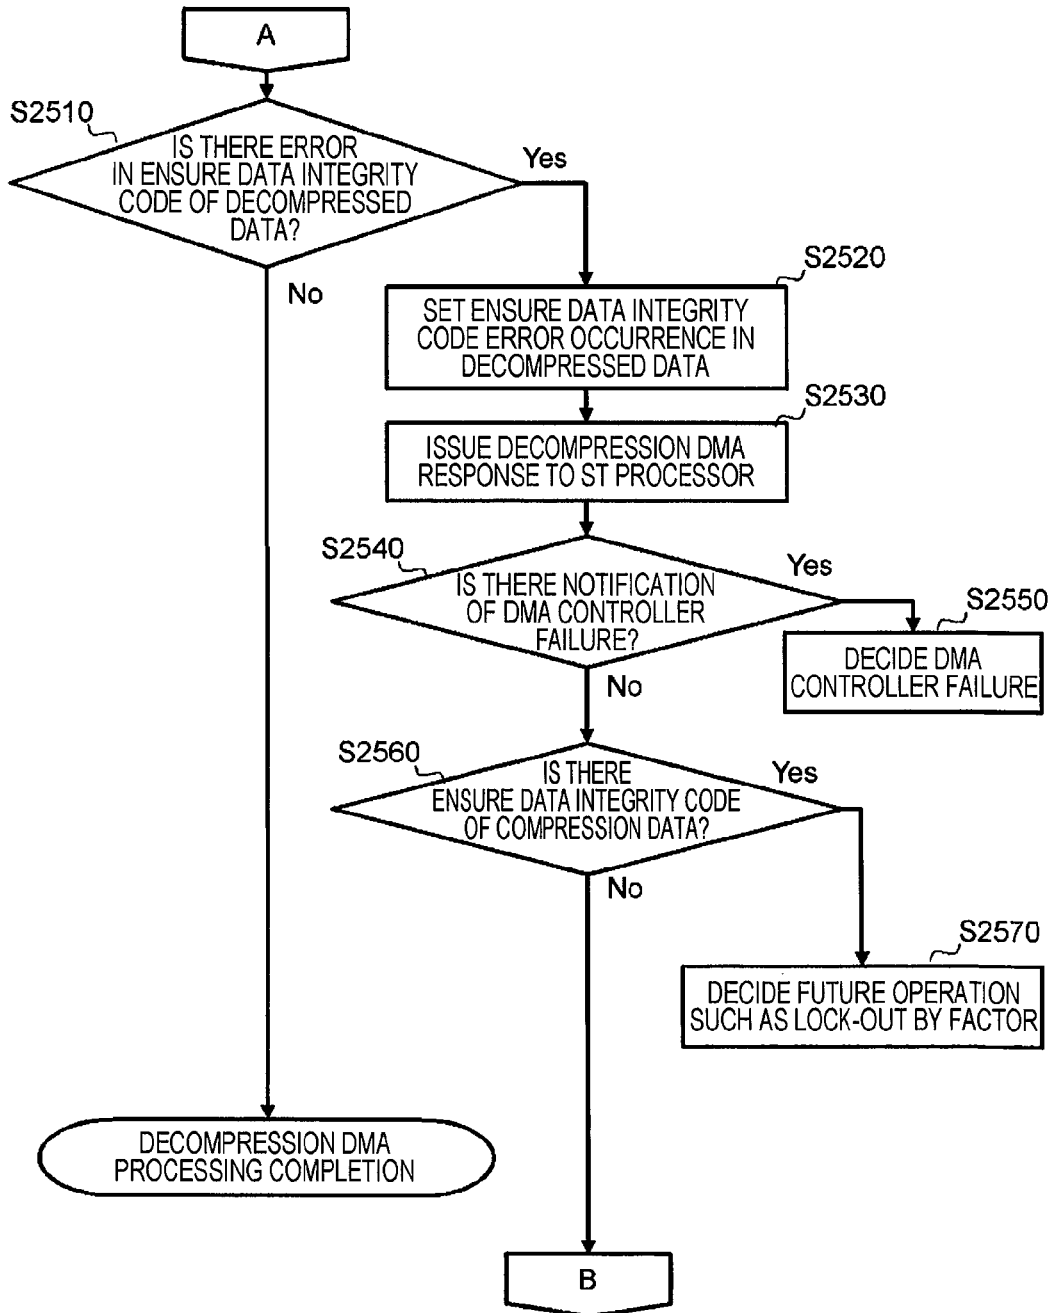 A
S2510
IS THERE ERROR
IN ENSURE DATA INTEGRITY
CODE OF DECOMPRESSED
DATA?
Yes
No
S2520
SET ENSURE DATA INTEGRITY
CODE ERROR OCCURRENCE IN
DECOMPRESSED DATA
S2530
ISSUE DECOMPRESSION DMA
RESPONSE TO ST PROCESSOR
S2540
IS THERE NOTIFICATION
OF DMA CONTROLLER
FAILURE?
Yes
No
S2550
DECIDE DMA
CONTROLLER FAILURE
S2560
IS THERE
ENSURE DATA INTEGRITY CODE
OF COMPRESSION DATA?
Yes
No
S2570
DECIDE FUTURE OPERATION
SUCH AS LOCK-OUT BY FACTOR
DECOMPRESSION DMA
PROCESSING COMPLETION
B